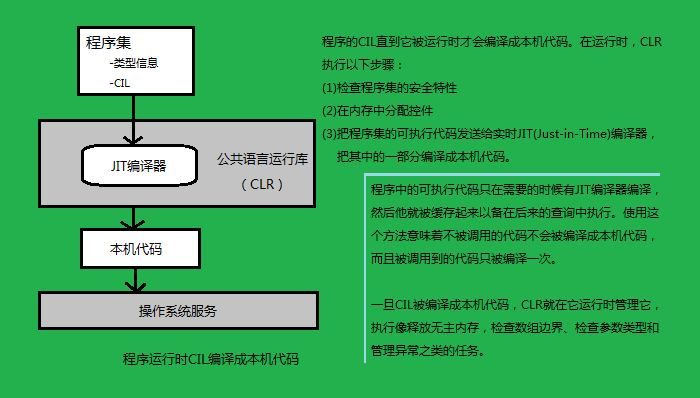 程序集
-类型信息
-CIL
JIT编译器
公共语言运行库
（CLR）
本机代码
操作系统服务
程序运行时CIL编译成本机代码
程序的CIL直到它被运行时才会编译成本机代码。在运行时，CLR
执行以下步骤：
(1)检查程序集的安全特性
(2)在内存中分配控件
(3)把程序集的可执行代码发送给实时JIT(Just-in-Time)编译器，
把其中的一部分编译成本机代码。
程序中的可执行代码只在需要的时候有JIT编译器编译，
然后他就被缓存起来以备在后来的查询中执行。使用这
个方法意味着不被调用的代码不会被编译成本机代码，
而且被调用到的代码只被编译一次。
一旦CIL被编译成本机代码，CLR就在它运行时管理它，
执行像释放无主内存，检查数组边界、检查参数类型和
管理异常之类的任务。